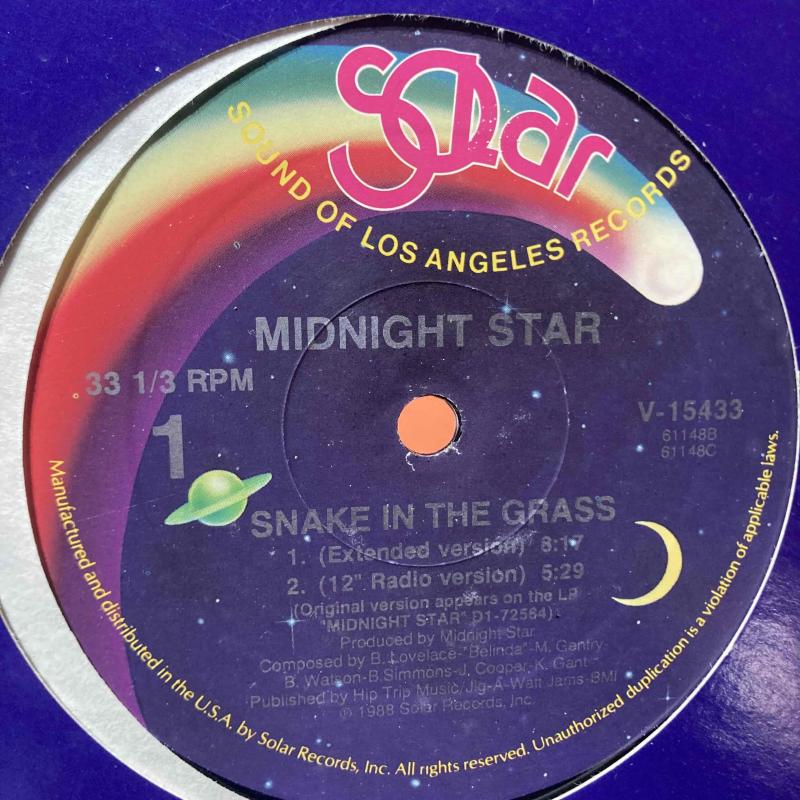 SOlar
SOUND OF LOS ANGELES RECORDS
MIDNIGHT STAR
33 1/3 RPM
1
V-15433
61148B
61148C
SNAKE IN THE GRASS
1. (Extended version) 8:17
2. (12" Radio version) 5:29
(Original version appears on the LP
"MIDNIGHT STAR" D1-72564)
Produced by Midnight Star
Composed by B. Lovelace-"Belinda"-M. Gentry-
B. Watson-B.Simmons-J. Cooper-K. Gant
Published by Hip Trip Music/Jig-A-Watt Jams-BMI
℗ 1988 Solar Records, Inc.
Manufactured and distributed in the U.S.A. by Solar Records, Inc. All rights reserved. Unauthorized duplication is a violation of applicable laws.